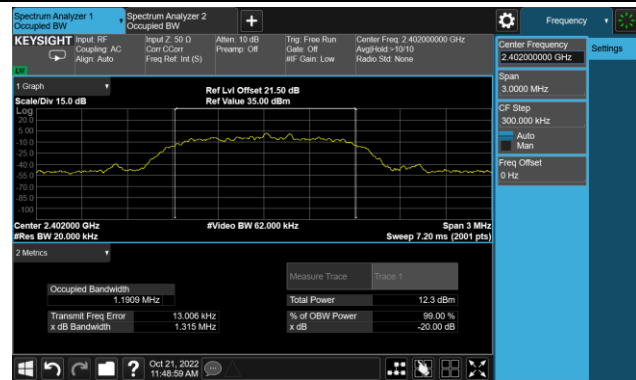 Spectrum Analyzer 1
Occupied BW
Spectrum Analyzer 2
Occupied BW
+
Frequency
KEYSIGHT
Input: RF
Coupling: AC
Align: Auto
Input Z: 50 Ω
Corr CCorr
Freq Ref: Int (S)
Atten: 10 dB
Preamp: Off
Trig: Free Run
Gate: Off
#IF Gain: Low
Center Freq: 2.402000000 GHz
Avg|Hold:>10/10
Radio Std: None
LXI
Center Frequency
2.402000000 GHz
Settings
Span
3.0000 MHz
CF Step
300.000 kHz
Auto
Man
Freq Offset
0 Hz
1 Graph
Scale/Div 15.0 dB
Ref Lvl Offset 21.50 dB
Ref Value 35.00 dBm
Log
20.0
5.00
-10.0
-25.0
-40.0
-55.0
-70.0
-85.0
-100
Center 2.402000 GHz
#Res BW 20.000 kHz
#Video BW 62.000 kHz
Span 3 MHz
Sweep 7.20 ms (2001 pts)
2 Metrics
Measure Trace
Trace 1
Occupied Bandwidth
1.1909 MHz
Total Power
12.3 dBm
Transmit Freq Error
13.006 kHz
% of OBW Power
99.00 %
x dB Bandwidth
1.315 MHz
x dB
-20.00 dB
?
Oct 21, 2022
11:48:59 AM